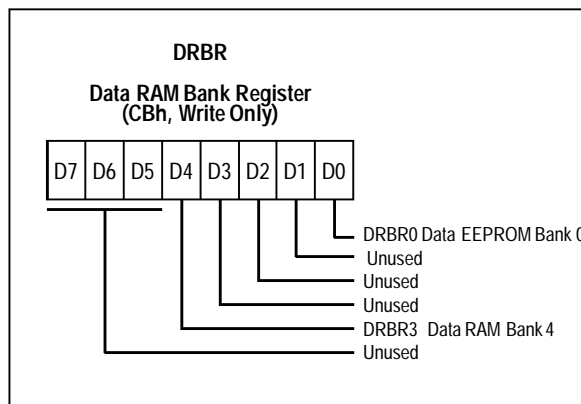 DRBR
Data RAM Bank Register
(CBh, Write Only)
D7 D6 D5 D4 D3 D2 D1 D0
DRBR0 Data EEPROM Bank 0
Unused
Unused
Unused
DRBR3 Data RAM Bank 4
Unused